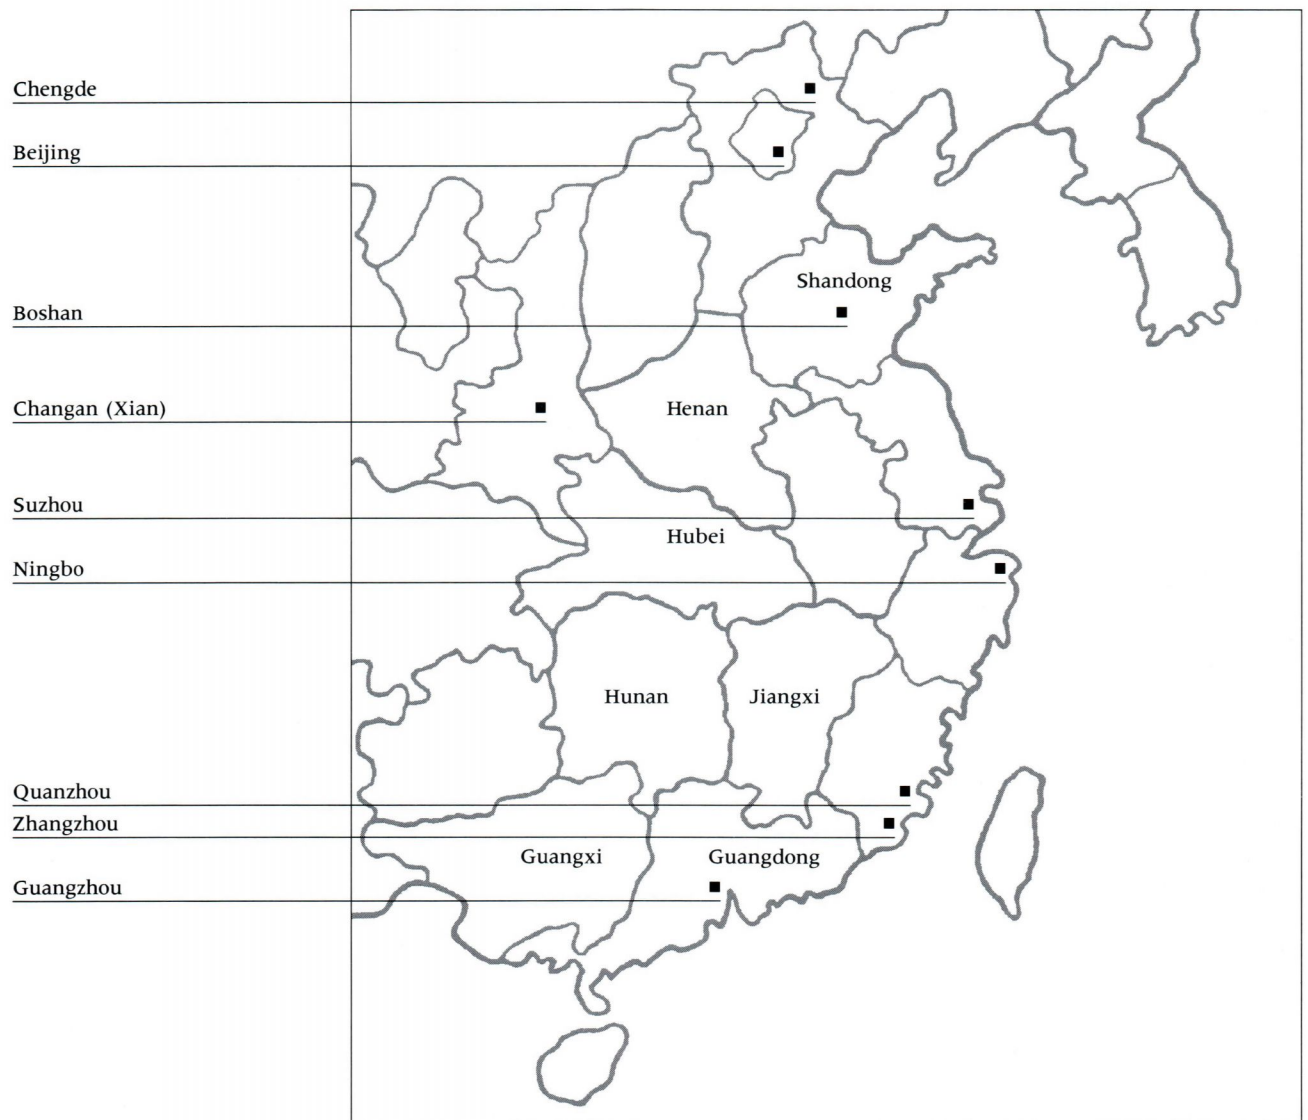 Chengde
Beijing
Shandong
Boshan
Changan (Xian)
Henan
Suzhou
Hubei
Ningbo
Hunan
Jiangxi
Quanzhou
Zhangzhou
Guangxi
Guangdong
Guangzhou